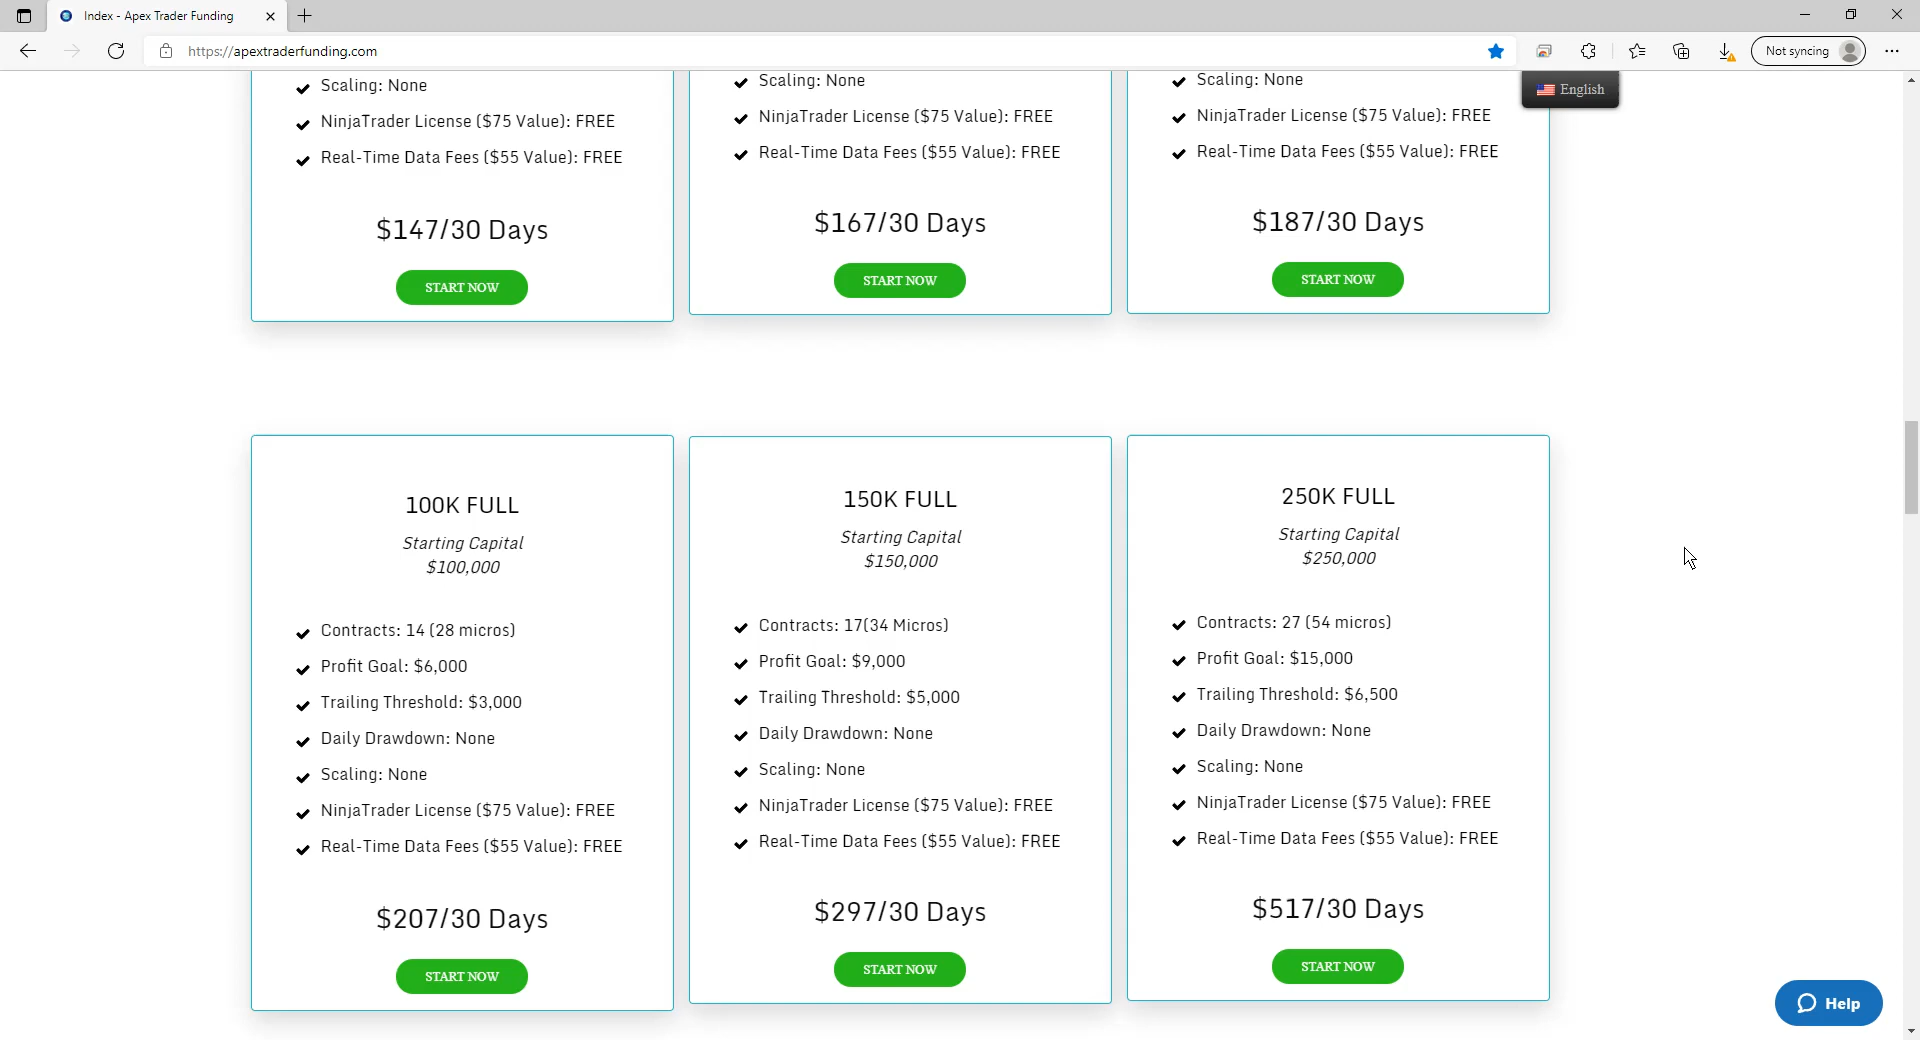 Index - Apex Trader Funding
https://apextraderfunding.com
Not syncing
English
Scaling: None
NinjaTrader License ($75 Value): FREE
Real-Time Data Fees ($55 Value): FREE
$147/30 Days
START NOW
Scaling: None
NinjaTrader License ($75 Value): FREE
Real-Time Data Fees ($55 Value): FREE
$167/30 Days
START NOW
Scaling: None
NinjaTrader License ($75 Value): FREE
Real-Time Data Fees ($55 Value): FREE
$187/30 Days
START NOW
100K FULL
Starting Capital
$100,000
Contracts: 14 (28 micros)
Profit Goal: $6,000
Trailing Threshold: $3,000
Daily Drawdown: None
Scaling: None
NinjaTrader License ($75 Value): FREE
Real-Time Data Fees ($55 Value): FREE
$207/30 Days
START NOW
150K FULL
Starting Capital
$150,000
Contracts: 17(34 Micros)
Profit Goal: $9,000
Trailing Threshold: $5,000
Daily Drawdown: None
Scaling: None
NinjaTrader License ($75 Value): FREE
Real-Time Data Fees ($55 Value): FREE
$297/30 Days
START NOW
250K FULL
Starting Capital
$250,000
Contracts: 27 (54 micros)
Profit Goal: $15,000
Trailing Threshold: $6,500
Daily Drawdown: None
Scaling: None
NinjaTrader License ($75 Value): FREE
Real-Time Data Fees ($55 Value): FREE
$517/30 Days
START NOW
Help